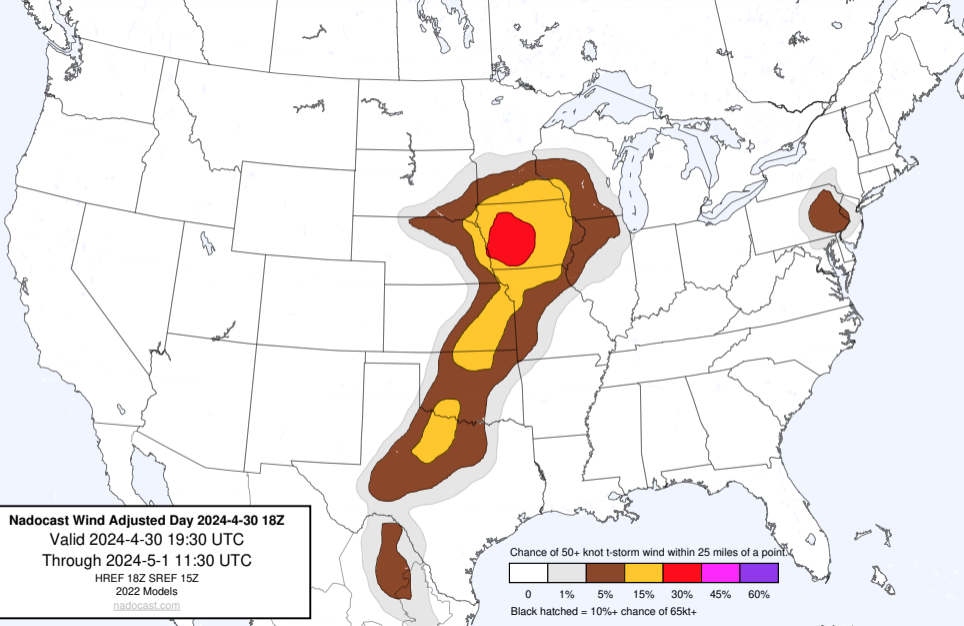 Nadocast Wind Adjusted Day 2024-4-30 18Z
Valid 2024-4-30 19:30 UTC
Through 2024-5-1 11:30 UTC
HREF 18Z SREF 15Z
2022 Models
nadocast.com
Chance of 50+ knot t-storm wind within 25 miles of a point.
0 1% 5% 15% 30% 45% 60%
Black hatched = 10%+ chance of 65kt+